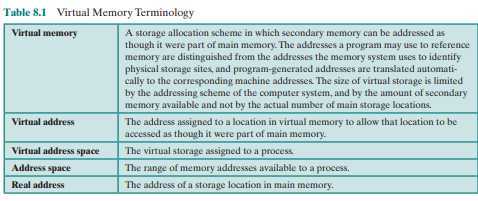 Table 8.1 Virtual Memory Terminology
Virtual memory
A storage allocation scheme in which secondary memory can be addressed as
though it were part of main memory. The addresses a program may use to reference
memory are distinguished from the addresses the memory system uses to identify
physical storage sites, and program-generated addresses are translated automati-
cally to the corresponding machine addresses. The size of virtual storage is limited
by the addressing scheme of the computer system, and by the amount of secondary
memory available and not by the actual number of main storage locations.
Virtual address
The address assigned to a location in virtual memory to allow that location to be
accessed as though it were part of main memory.
Virtual address space
The virtual storage assigned to a process.
Address space
The range of memory addresses available to a process.
Real address
The address of a storage location in main memory.